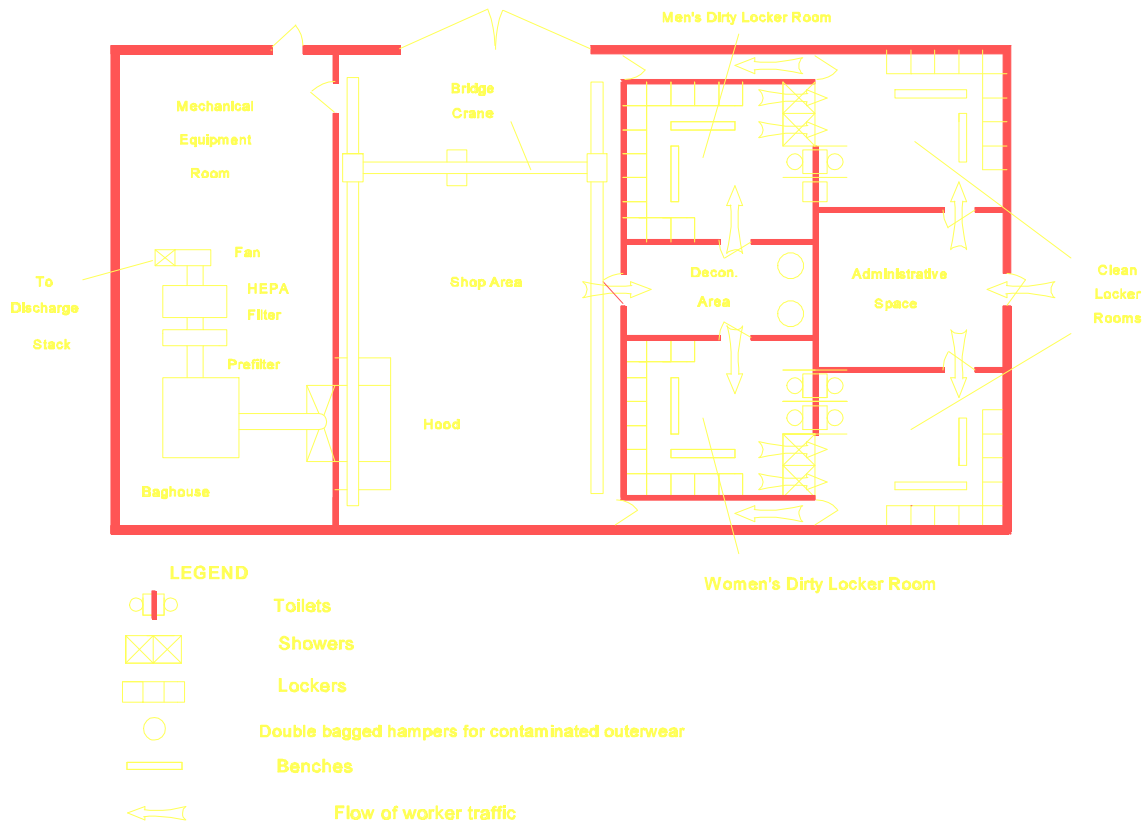 Men's Dirty Locker Room
Bridge
Crane
Mechanical
Equipment
Room
Fan
HEPA
Filter
Prefilter
To
Discharge
Stack
Shop Area
Decon.
Area
Administrative
Space
Clean
Locker
Rooms
Hood
Baghouse
Women's Dirty Locker Room
LEGEND
Toilets
Showers
Lockers
Double bagged hampers for contaminated outerwear
Benches
Flow of worker traffic